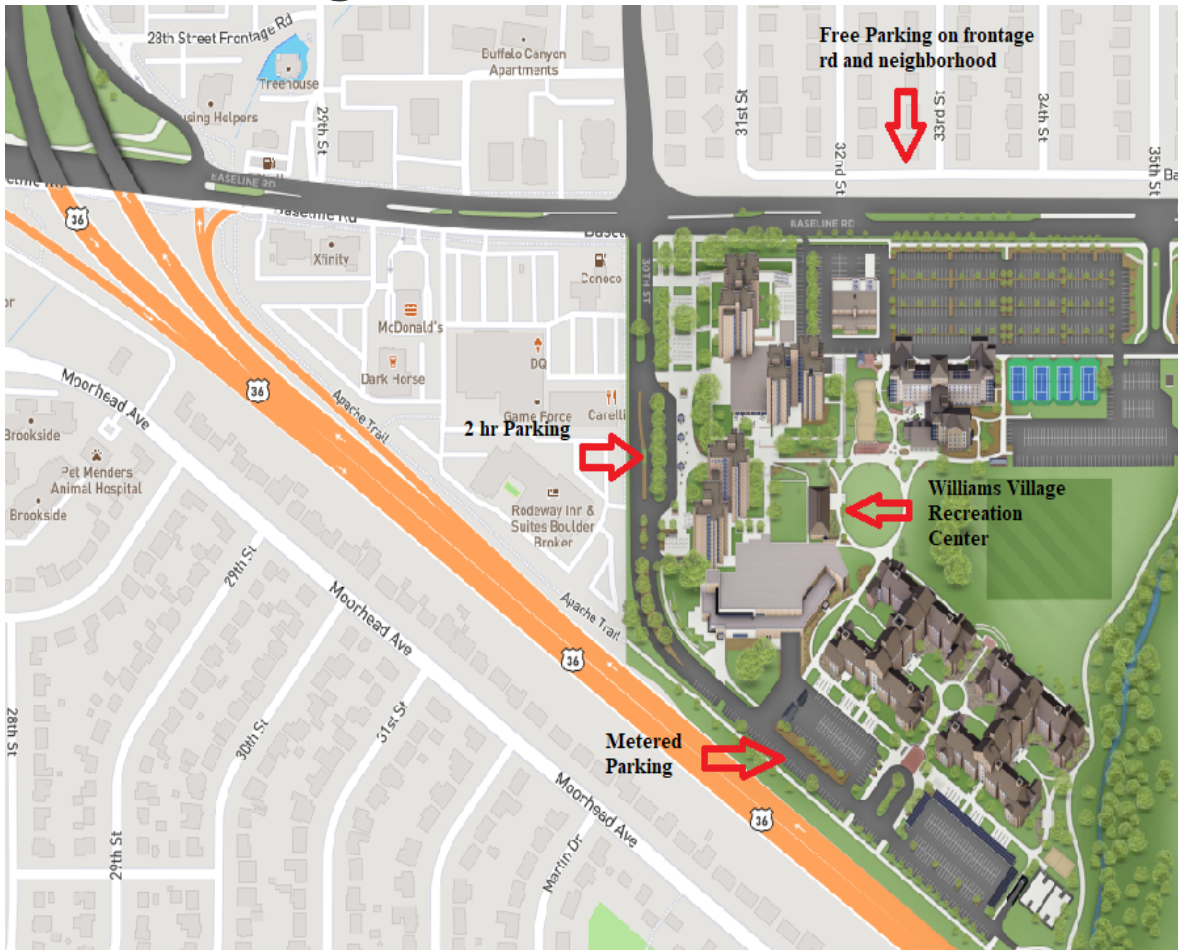 28th Street Frontage Rd
Treehouse
Buffalo Canyon
Apartments
Free Parking on frontage
rd and neighborhood
using Helpers
29th St
31st St
32nd St
33rd St
34th St
35th St
Ba
BASELINE RD
Baseline Rd
BASELINE RD
36
Xfinity
Conoco
30TH ST
McDonald's
DQ
Dark Horse
36
Moorhead Ave
Apache Trail
Game Force
Carelli
2 hr Parking
Brookside
Pet Menders
Animal Hospital
Brookside
Rodeway Inn &
Suites Boulder
Broker
Williams Village
Recreation
Center
29th St
Moorhead Ave
Apache Trail
36
28th St
30th St
31st St
Metered
Parking
36
Moorhead Ave
29th St
Martin Dr